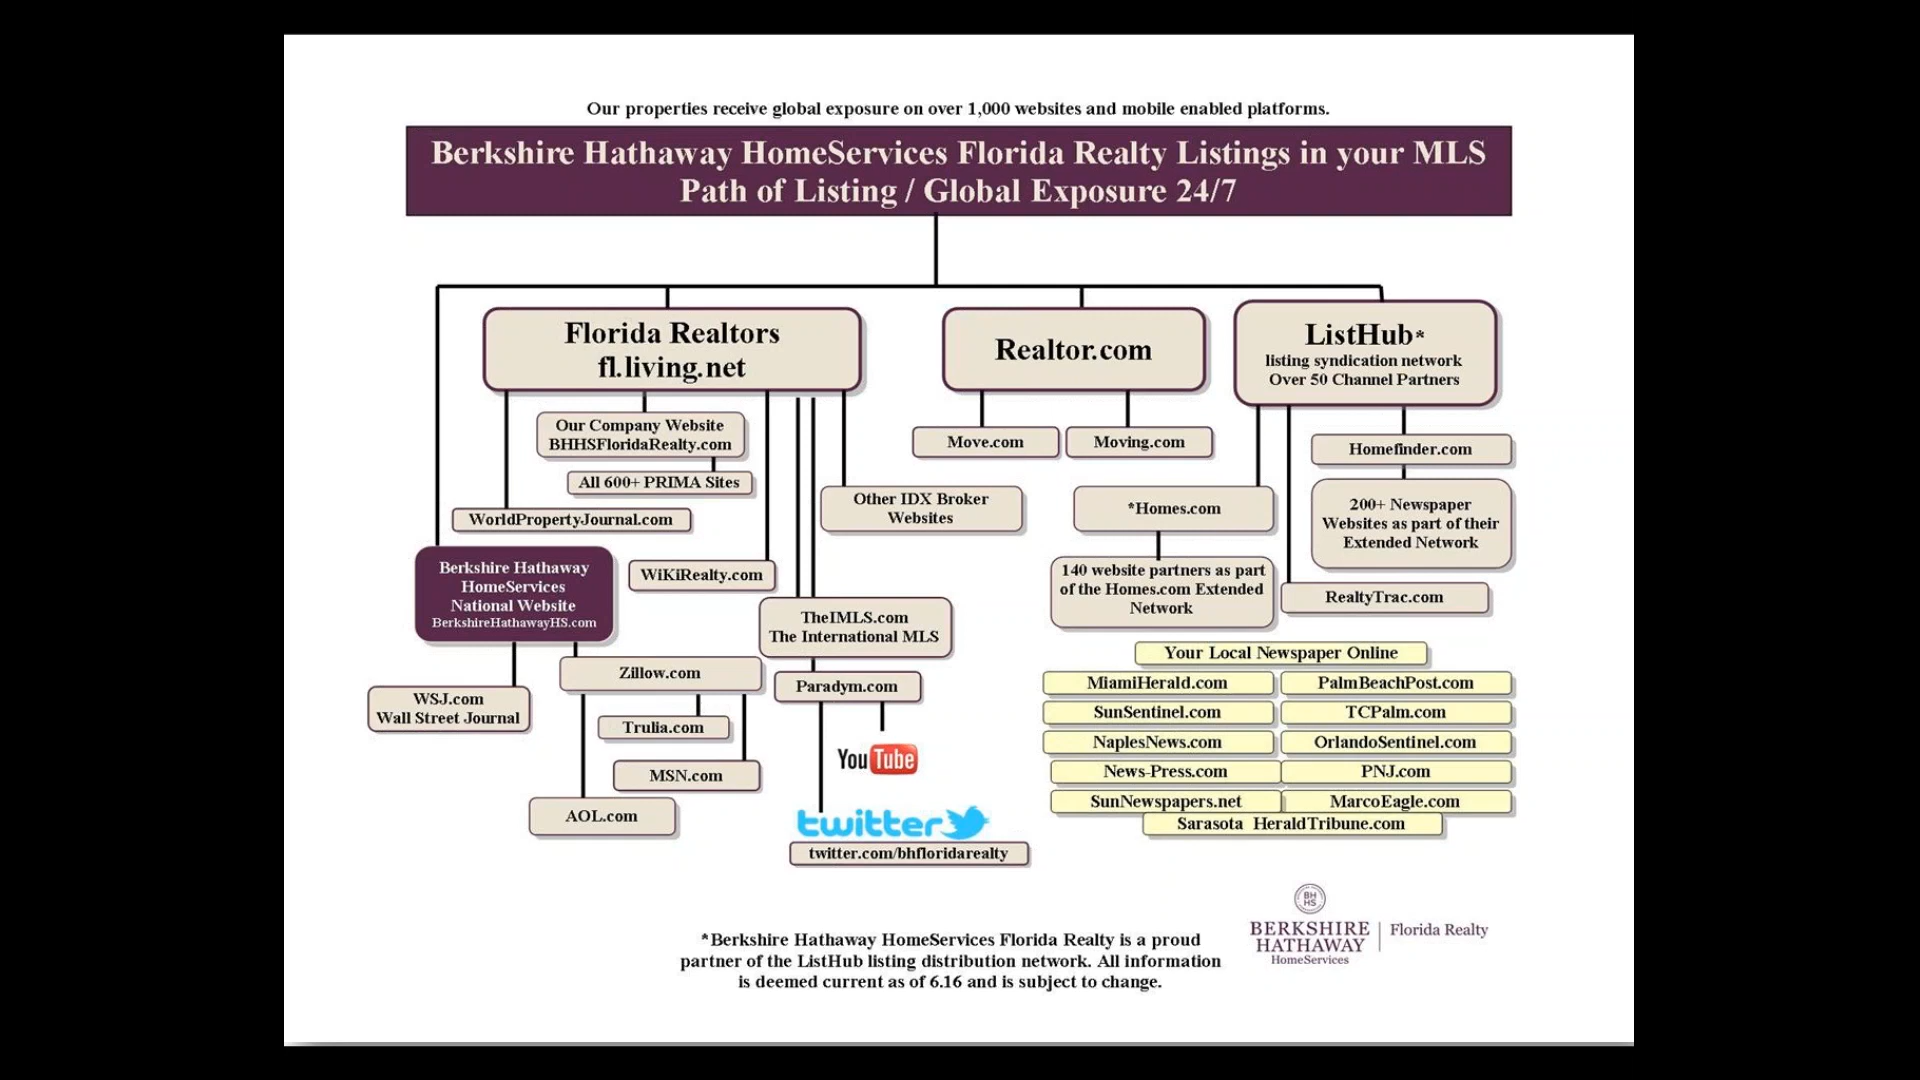 Our properties receive global exposure on over 1,000 websites and mobile enabled platforms.
Berkshire Hathaway HomeServices Florida Realty Listings in your MLS
Path of Listing / Global Exposure 24/7
Florida Realtors
fl.living.net
Realtor.com
ListHub*
listing syndication network
Over 50 Channel Partners
Our Company Website
BHHSFloridaRealty.com
All 600+ PRIMA Sites
WorldPropertyJournal.com
Other IDX Broker
Websites
Move.com
Moving.com
Homefinder.com
*Homes.com
200+ Newspaper
Websites as part of their
Extended Network
Berkshire Hathaway
HomeServices
National Website
BerkshireHathawayHS.com
WiKiRealty.com
140 website partners as part
of the Homes.com Extended
Network
RealtyTrac.com
TheIMLS.com
The International MLS
Zillow.com
Paradym.com
WSJ.com
Wall Street Journal
Trulia.com
MSN.com
AOL.com
YouTube
twitter
twitter.com/bhfloridarealty
Your Local Newspaper Online
MiamiHerald.com
PalmBeachPost.com
SunSentinel.com
TCPalm.com
NaplesNews.com
OrlandoSentinel.com
News-Press.com
PNJ.com
SunNewspapers.net
MarcoEagle.com
Sarasota HeraldTribune.com
*Berkshire Hathaway HomeServices Florida Realty is a proud
partner of the ListHub listing distribution network. All information
is deemed current as of 6.16 and is subject to change.
BH
HS
BERKSHIRE
HATHAWAY
HomeServices
Florida Realty